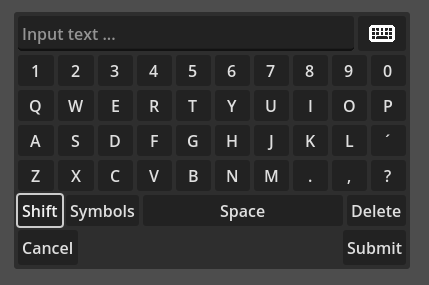 Input text ...
1 2 3 4 5 6 7 8 9 0
Q W E R T Y U I O P
A S D F G H J K L ´
Z X C V B N M . , ?
Shift Symbols Space Delete
Cancel Submit